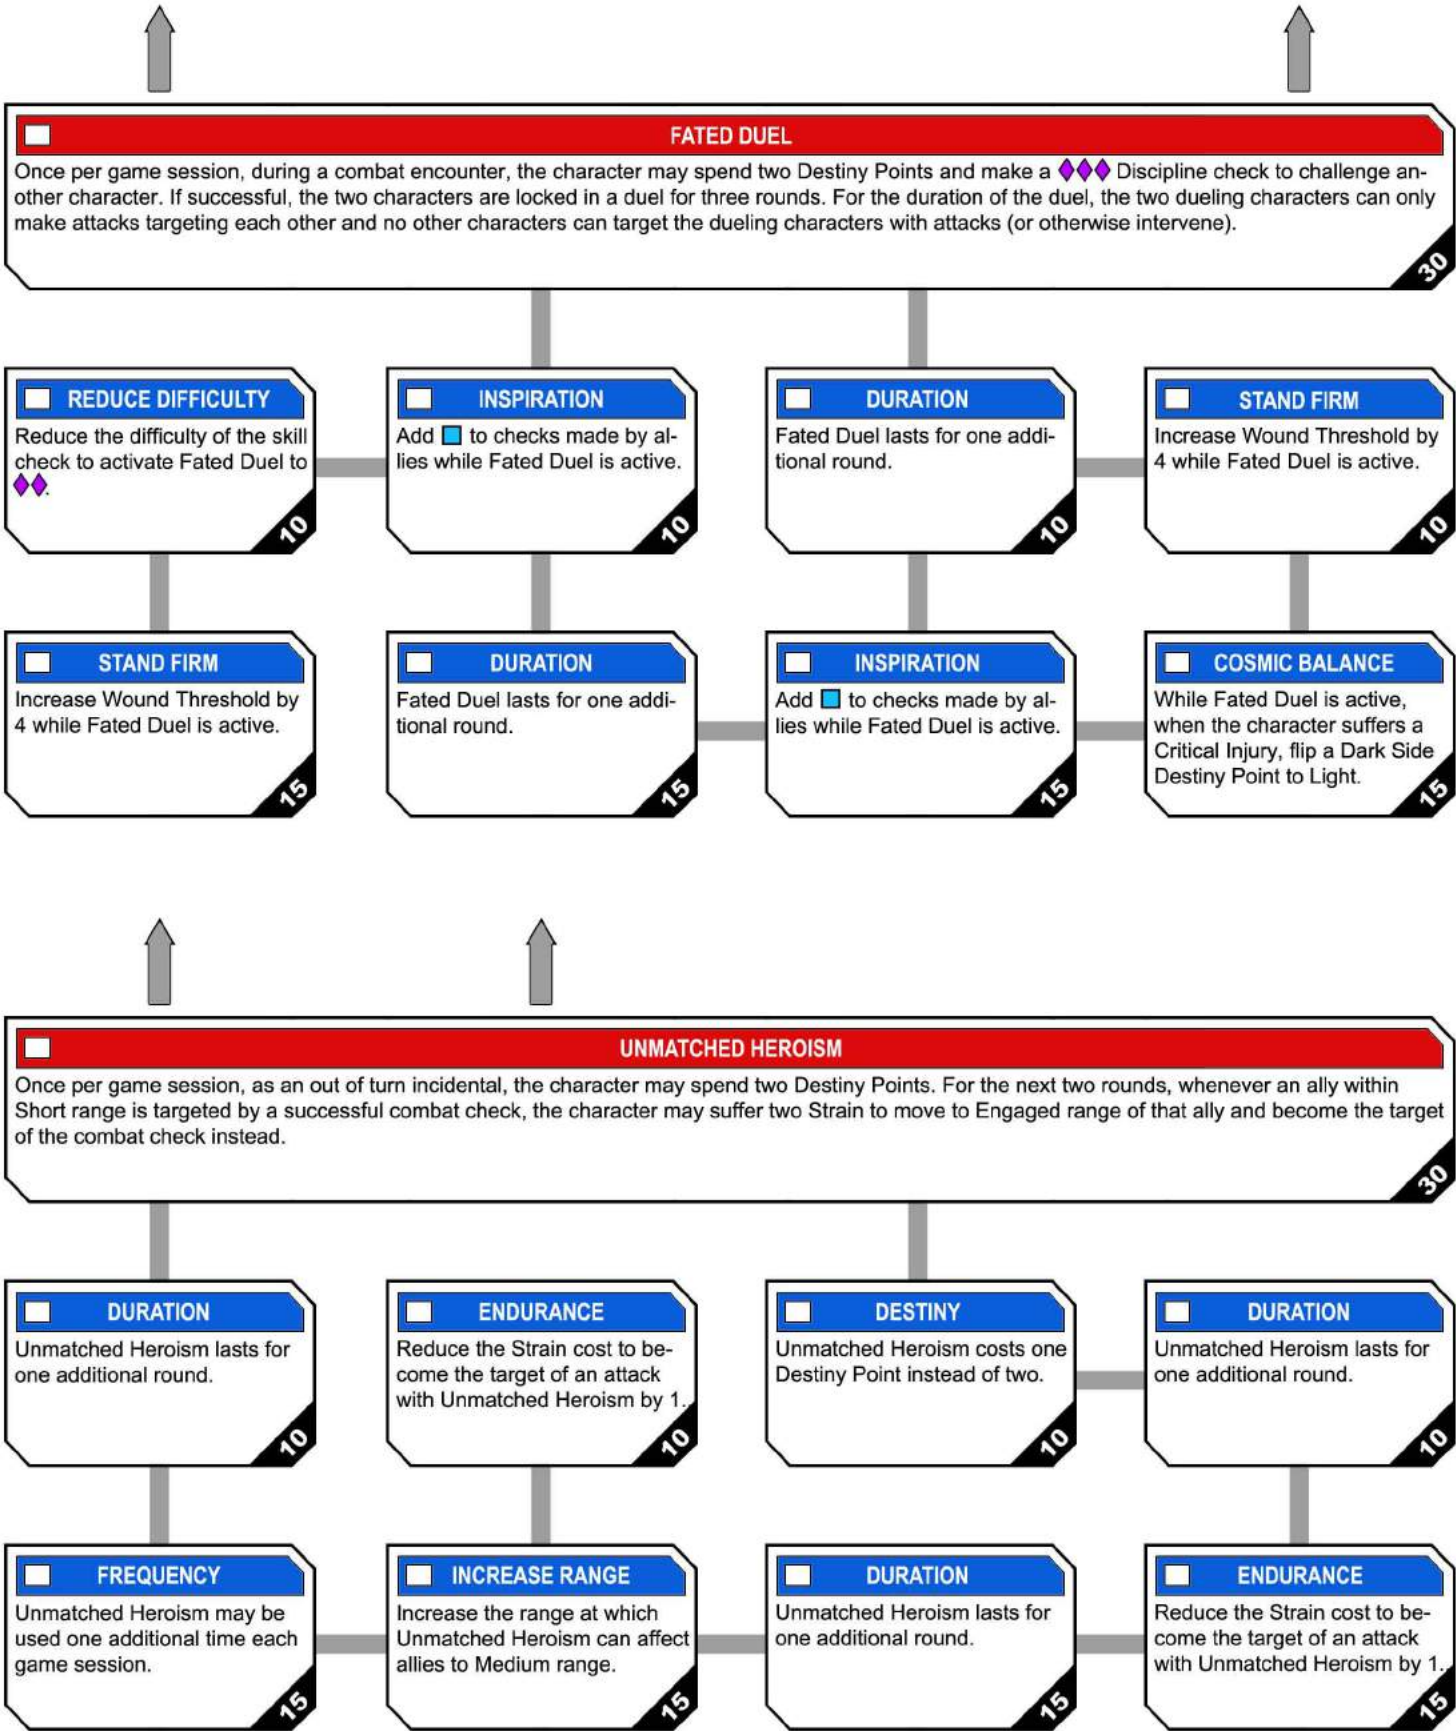 FATED DUEL
Once per game session, during a combat encounter, the character may spend two Destiny Points and make a Discipline check to challenge an-
other character. If successful, the two characters are locked in a duel for three rounds. For the duration of the duel, the two dueling characters can only
make attacks targeting each other and no other characters can target the dueling characters with attacks (or otherwise intervene).
30
REDUCE DIFFICULTY
Reduce the difficulty of the skill
check to activate Fated Duel to
.
10
INSPIRATION
Add to checks made by al-
lies while Fated Duel is active.
10
DURATION
Fated Duel lasts for one addi-
tional round.
10
STAND FIRM
Increase Wound Threshold by
4 while Fated Duel is active.
10
STAND FIRM
Increase Wound Threshold by
4 while Fated Duel is active.
15
DURATION
Fated Duel lasts for one addi-
tional round.
15
INSPIRATION
Add to checks made by al-
lies while Fated Duel is active.
15
COSMIC BALANCE
While Fated Duel is active,
when the character suffers a
Critical Injury, flip a Dark Side
Destiny Point to Light.
15
UNMATCHED HEROISM
Once per game session, as an out of turn incidental, the character may spend two Destiny Points. For the next two rounds, whenever an ally within
Short range is targeted by a successful combat check, the character may suffer two Strain to move to Engaged range of that ally and become the target
of the combat check instead.
30
DURATION
Unmatched Heroism lasts for
one additional round.
10
ENDURANCE
Reduce the Strain cost to be-
come the target of an attack
with Unmatched Heroism by 1..
10
DESTINY
Unmatched Heroism costs one
Destiny Point instead of two.
10
DURATION
Unmatched Heroism lasts for
one additional round.
10
FREQUENCY
Unmatched Heroism may be
used one additional time each
game session.
15
INCREASE RANGE
Increase the range at which
Unmatched Heroism can affect
allies to Medium range.
15
DURATION
Unmatched Heroism lasts for
one additional round.
15
ENDURANCE
Reduce the Strain cost to be-
come the target of an attack
with Unmatched Heroism by 1..
15